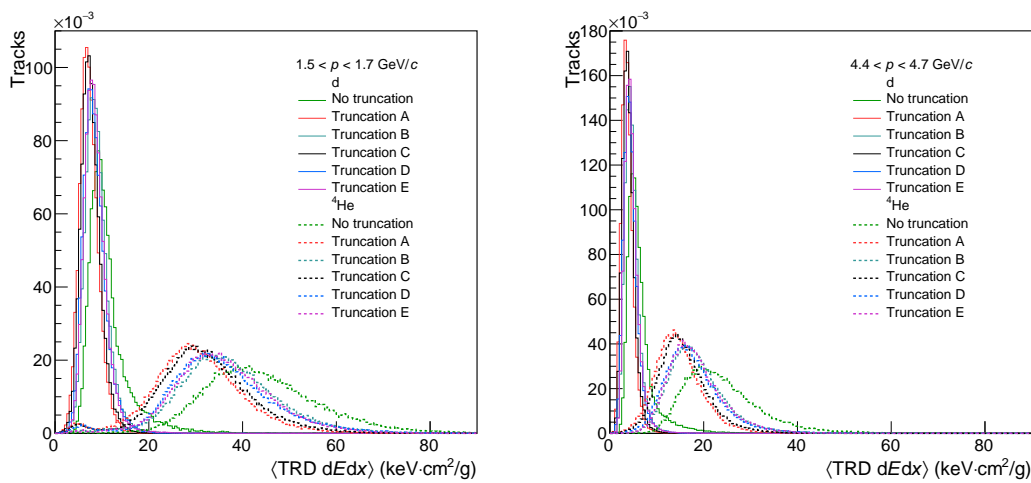 ×10⁻³
Tracks
100
80
60
40
20
0
0 20 40 60 80
⟨TRD dEdx⟩ (keV·cm²/g)
1.5 < p < 1.7 GeV/c
d
No truncation
Truncation A
Truncation B
Truncation C
Truncation D
Truncation E
⁴He
No truncation
Truncation A
Truncation B
Truncation C
Truncation D
Truncation E
×10⁻³
Tracks
180
160
140
120
100
80
60
40
20
0
0 20 40 60 80
⟨TRD dEdx⟩ (keV·cm²/g)
4.4 < p < 4.7 GeV/c
d
No truncation
Truncation A
Truncation B
Truncation C
Truncation D
Truncation E
⁴He
No truncation
Truncation A
Truncation B
Truncation C
Truncation D
Truncation E